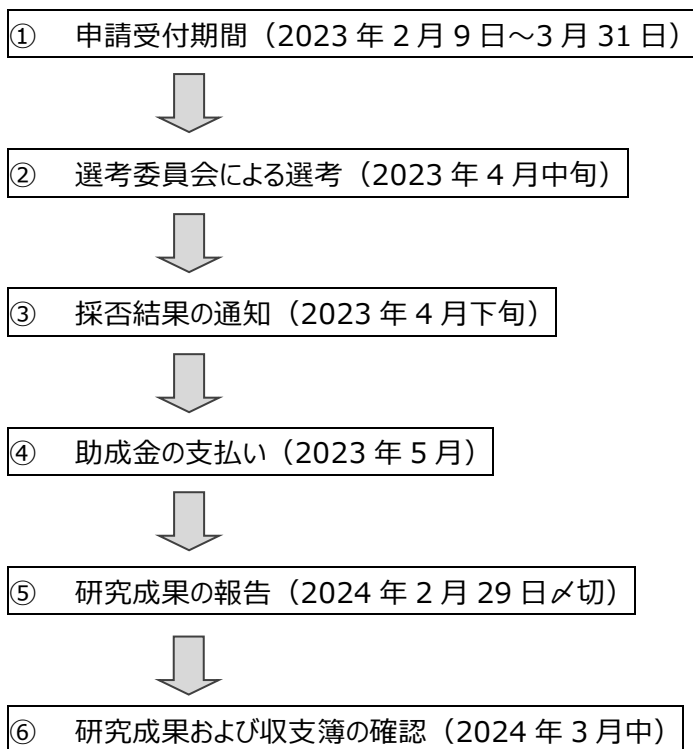 ① 申請受付期間（2023 年 2 月 9 日～3 月 31 日）
② 選考委員会による選考（2023 年 4 月中旬）
③ 採否結果の通知（2023 年 4 月下旬）
④ 助成金の支払い（2023 年 5 月）
⑤ 研究成果の報告（2024 年 2 月 29 日〆切）
⑥ 研究成果および収支簿の確認（2024 年 3 月中）